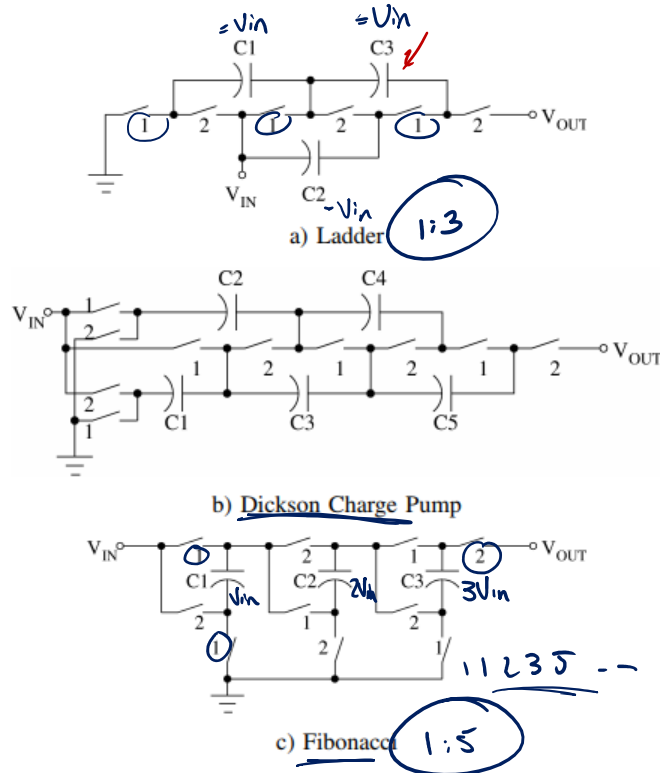 = Vin = Vin
C1 C3
1 2 1 2 1 2 VOUT
VIN C2
- Vin
a) Ladder 1:3
C2 C4
VIN 1
2
1 2 1 2 1 2 VOUT
2
1 C1 C3 C5
b) Dickson Charge Pump
VIN 1 2 1 2 VOUT
C1 C2 C3
Vin 2Vin 3Vin
2 1 2
1 2 1
1 1 2 3 5 --
c) Fibonacci 1:5